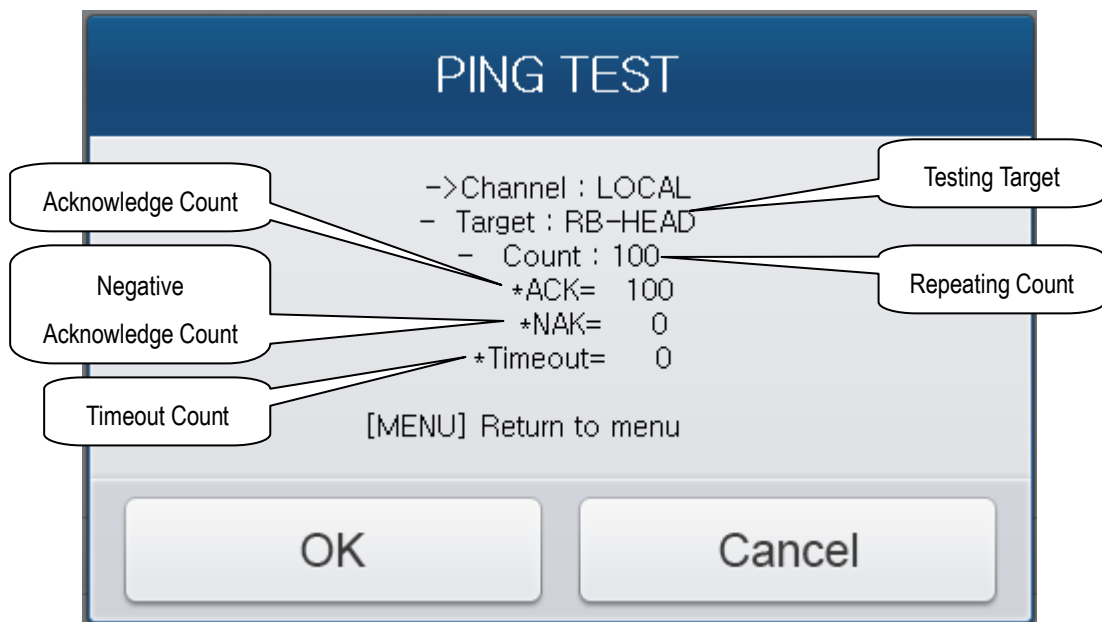 PING TEST
Acknowledge Count
Testing Target
->Channel : LOCAL
- Target : RB-HEAD
- Count : 100
Negative
Acknowledge Count
Repeating Count
*ACK= 100
*NAK= 0
*Timeout= 0
Timeout Count
[MENU] Return to menu
OK
Cancel